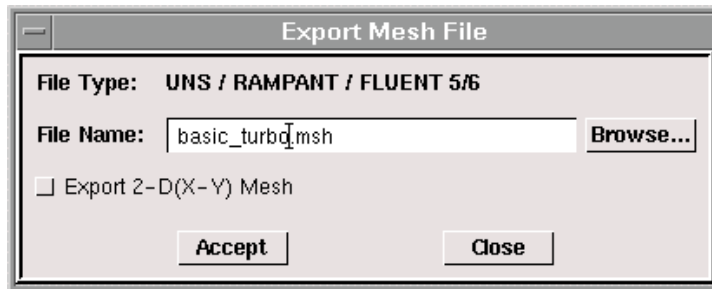 Export Mesh File
File Type: UNS / RAMPANT / FLUENT 5/6
File Name: basic_turbo.msh Browse...
Export 2-D(X-Y) Mesh
Accept Close